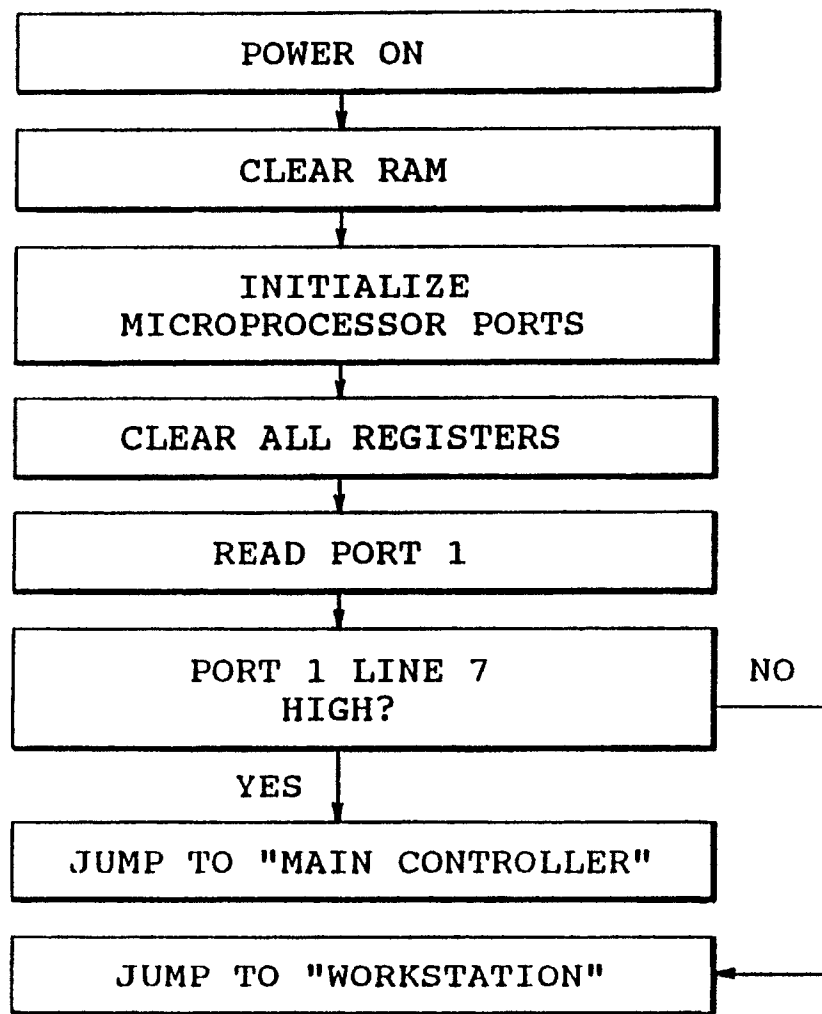 POWER ON
CLEAR RAM
INITIALIZE
MICROPROCESSOR PORTS
CLEAR ALL REGISTERS
READ PORT 1
PORT 1 LINE 7
HIGH?
NO
YES
JUMP TO "MAIN CONTROLLER"
JUMP TO "WORKSTATION"